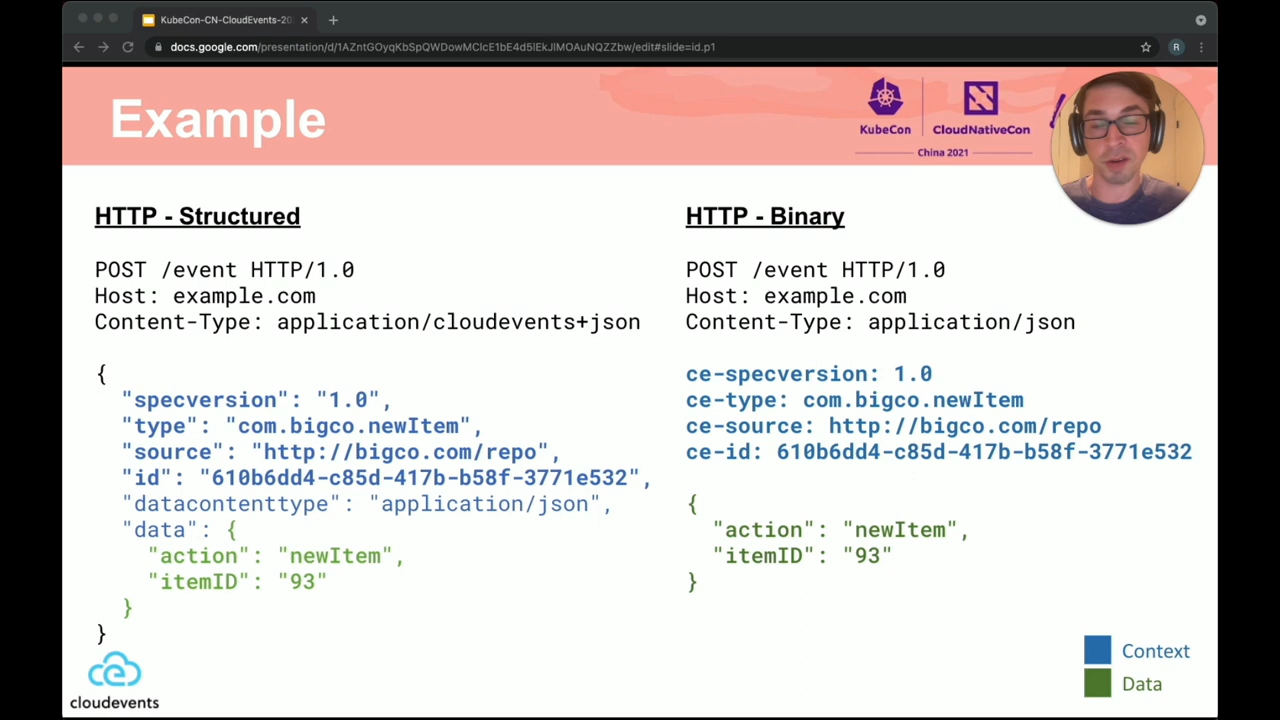 KubeCon-CN-CloudEvents-20
docs.google.com/presentation/d/1AZntGOyqKbSpQWDowMClcE1bE4d5lEkJlMOAuNQZZbw/edit#slide=id.p1
R
Example
KubeCon
CloudNativeCon
China 2021
HTTP - Structured
POST /event HTTP/1.0
Host: example.com
Content-Type: application/cloudevents+json
{
"specversion": "1.0",
"type": "com.bigco.newItem",
"source": "http://bigco.com/repo",
"id": "610b6dd4-c85d-417b-b58f-3771e532",
"datacontenttype": "application/json",
"data": {
"action": "newItem",
"itemID": "93"
}
}
cloudevents
HTTP - Binary
POST /event HTTP/1.0
Host: example.com
Content-Type: application/json
ce-specversion: 1.0
ce-type: com.bigco.newItem
ce-source: http://bigco.com/repo
ce-id: 610b6dd4-c85d-417b-b58f-3771e532
{
"action": "newItem",
"itemID": "93"
}
Context
Data